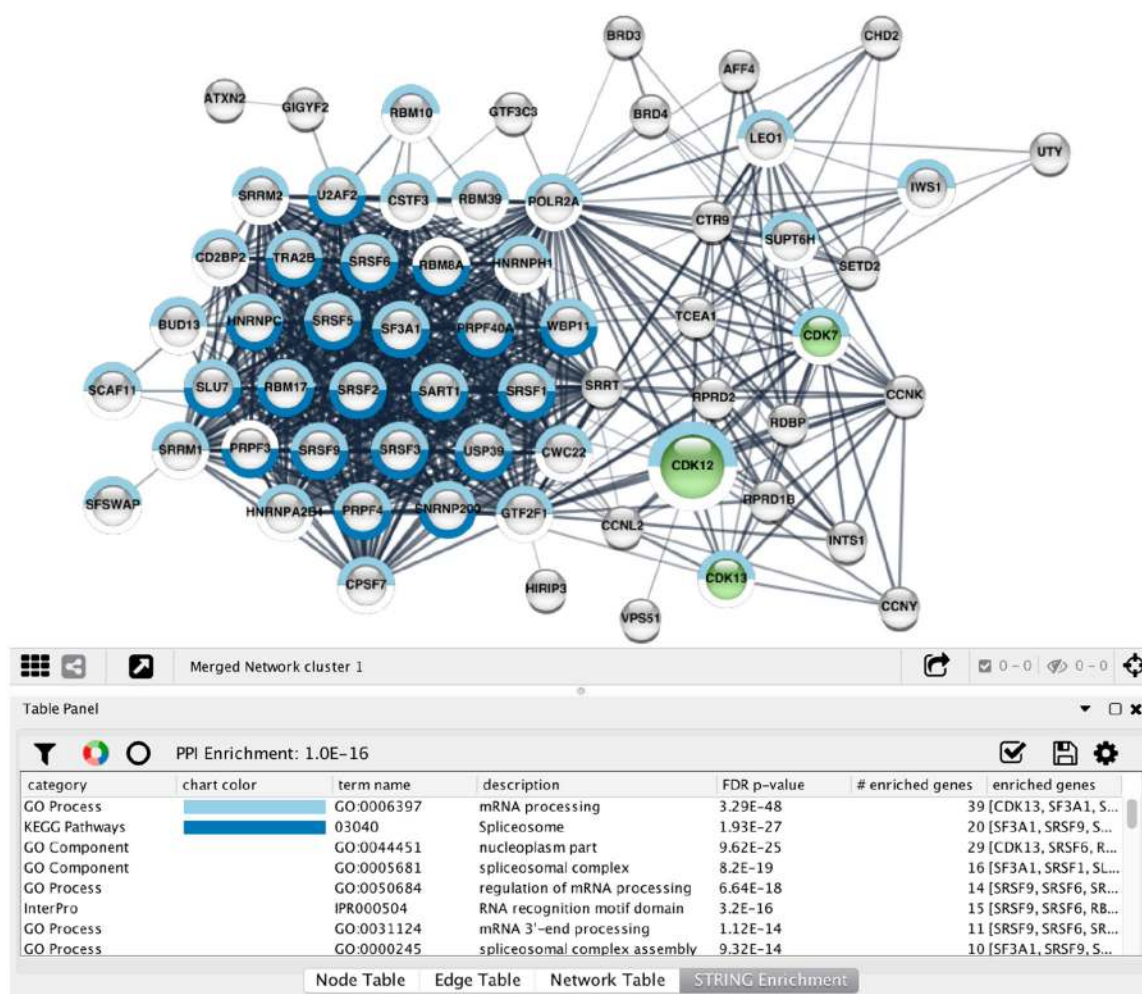 BRD3
CHD2
AFF4
ATXN2
GIGYF2
RBM10
GTF3C3
BRD4
LEO1
UTY
SRRM2
U2AF2
CSTF3
RBM39
POLR2A
IWS1
CTR9
SUPT6H
CD2BP2
TRA2B
SRSF6
RBM8A
HNRNPH1
SETD2
BUD13
HNRNPC
SRSF5
SF3A1
PRPF40A
WBP11
TCEA1
CDK7
SCAF11
SLU7
RBM17
SRSF2
SART1
SRSF1
SRRT
RPRD2
CCNK
RDBP
SRRM1
PRPF3
SRSF9
SRSF3
USP39
CWC22
CDK12
SFSWAP
HNRNPA2B1
PRPF4
SNRNP200
GTF2F1
RPRD1B
CCNL2
INTS1
CPSF7
HIRIP3
CDK13
VPS51
CCNY
Merged Network cluster 1
0 - 0
0 - 0
Table Panel
PPI Enrichment: 1.0E-16
category chart color term name description FDR p-value # enriched genes enriched genes
GO Process GO:0006397 mRNA processing 3.29E-48 39 [CDK13, SF3A1, S...
KEGG Pathways 03040 Spliceosome 1.93E-27 20 [SF3A1, SRSF9, S...
GO Component GO:0044451 nucleoplasm part 9.62E-25 29 [CDK13, SRSF6, R...
GO Component GO:0005681 spliceosomal complex 8.2E-19 16 [SF3A1, SRSF1, SL...
GO Process GO:0050684 regulation of mRNA processing 6.64E-18 14 [SRSF9, SRSF6, SR...
InterPro IPR000504 RNA recognition motif domain 3.2E-16 15 [SRSF9, SRSF6, RB...
GO Process GO:0031124 mRNA 3'-end processing 1.12E-14 11 [SRSF9, SRSF6, SR...
GO Process GO:0000245 spliceosomal complex assembly 9.32E-14 10 [SF3A1, SRSF9, S...
Node Table Edge Table Network Table STRING Enrichment